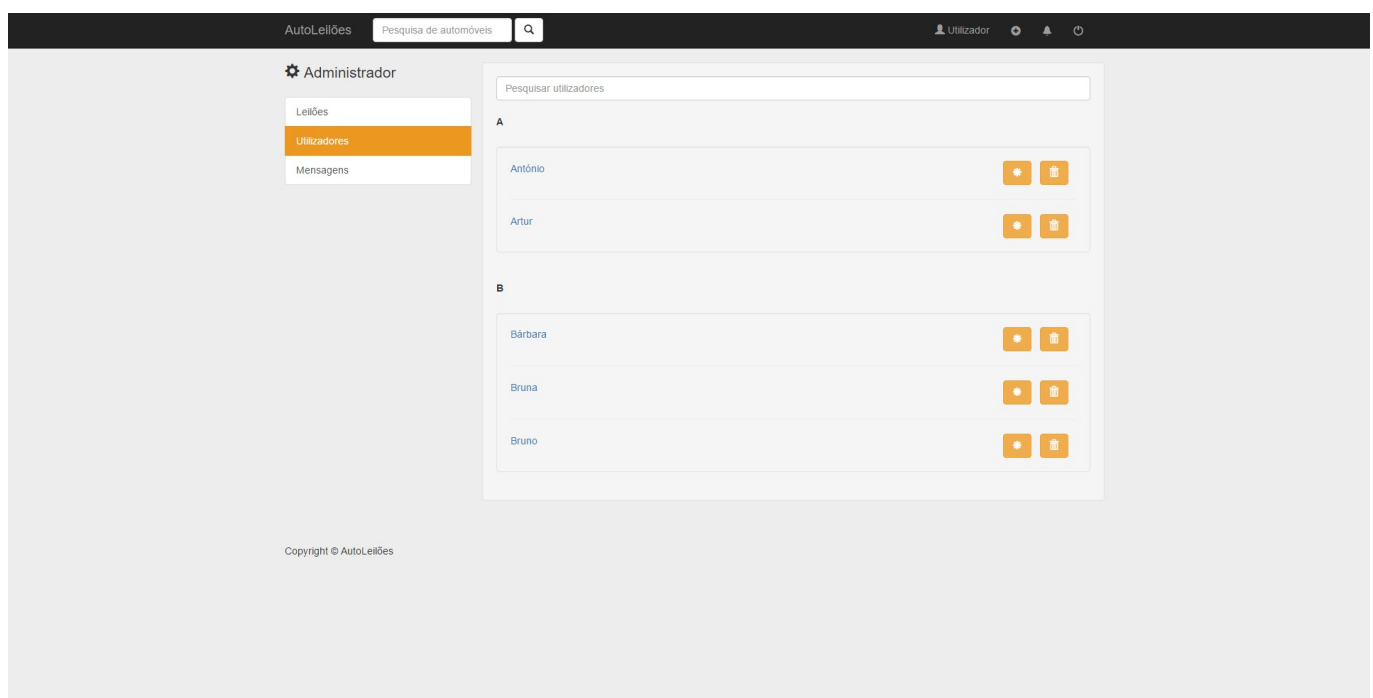 AutoLeilões Pesquisa de automóveis Utilizador
Administrador
Leilões
Utilizadores
Mensagens
Pesquisar utilizadores
A
António
Artur
B
Bárbara
Bruna
Bruno
Copyright © AutoLeilões